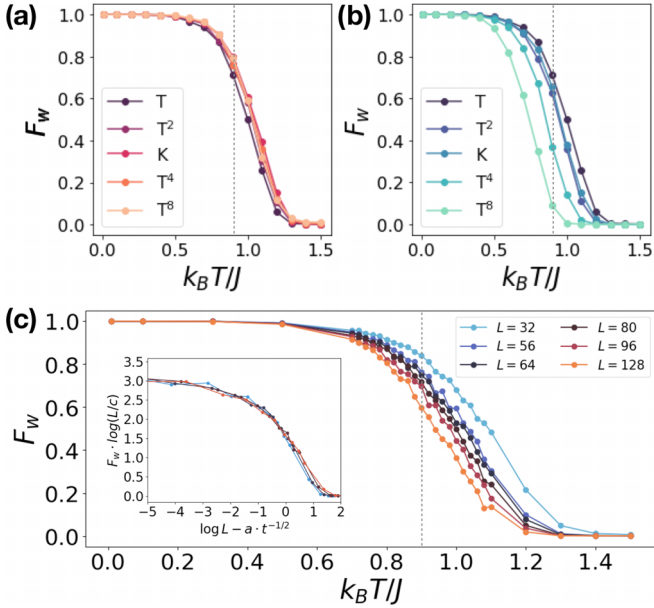 (a)
1.0
0.8
0.6
0.4
0.2
0.0
F_w
T
T²
K
T⁴
T⁸
0.0 0.5 1.0 1.5
k_BT/J
(b)
1.0
0.8
0.6
0.4
0.2
0.0
F_w
T
T²
K
T⁴
T⁸
0.0 0.5 1.0 1.5
k_BT/J
(c)
1.0
0.8
0.6
0.4
0.2
0.0
F_w
L = 32 L = 80
L = 56 L = 96
L = 64 L = 128
3.5
3.0
2.5
2.0
1.5
1.0
0.5
0.0
F_w · log(L/c)
-5 -4 -3 -2 -1 0 1 2
log L − a · t^{−1/2}
0.0 0.2 0.4 0.6 0.8 1.0 1.2 1.4
k_BT/J